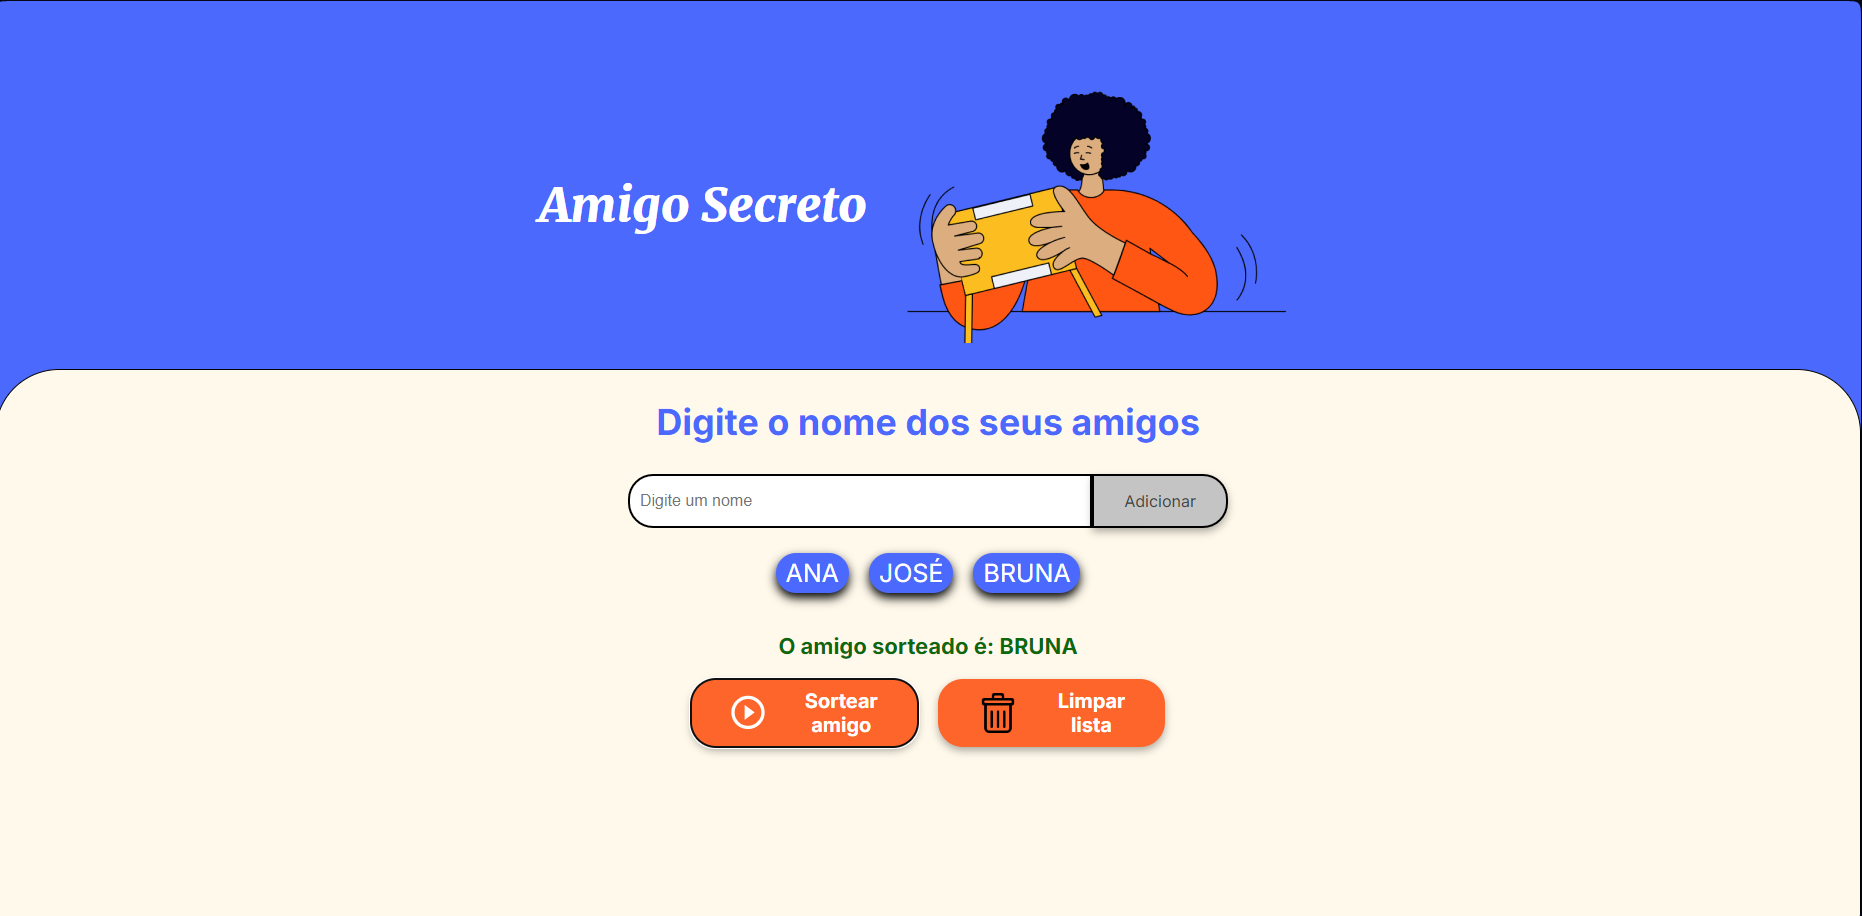 Amigo Secreto
Digite o nome dos seus amigos
Digite um nome
Adicionar
ANA
JOSÉ
BRUNA
O amigo sorteado é: BRUNA
Sortear
amigo
Limpar
lista